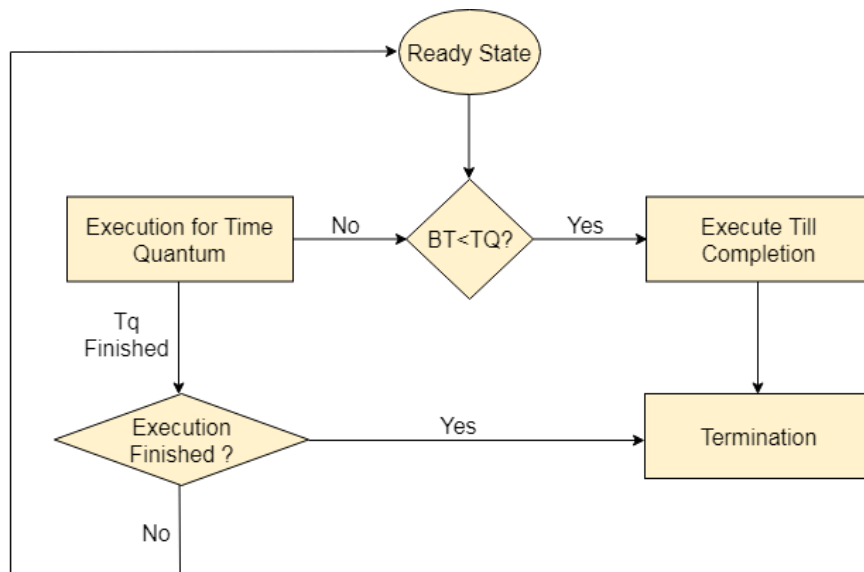 Ready State
Execution for Time
Quantum
No
BT<TQ?
Yes
Execute Till
Completion
Tq
Finished
Execution
Finished ?
Yes
Termination
No